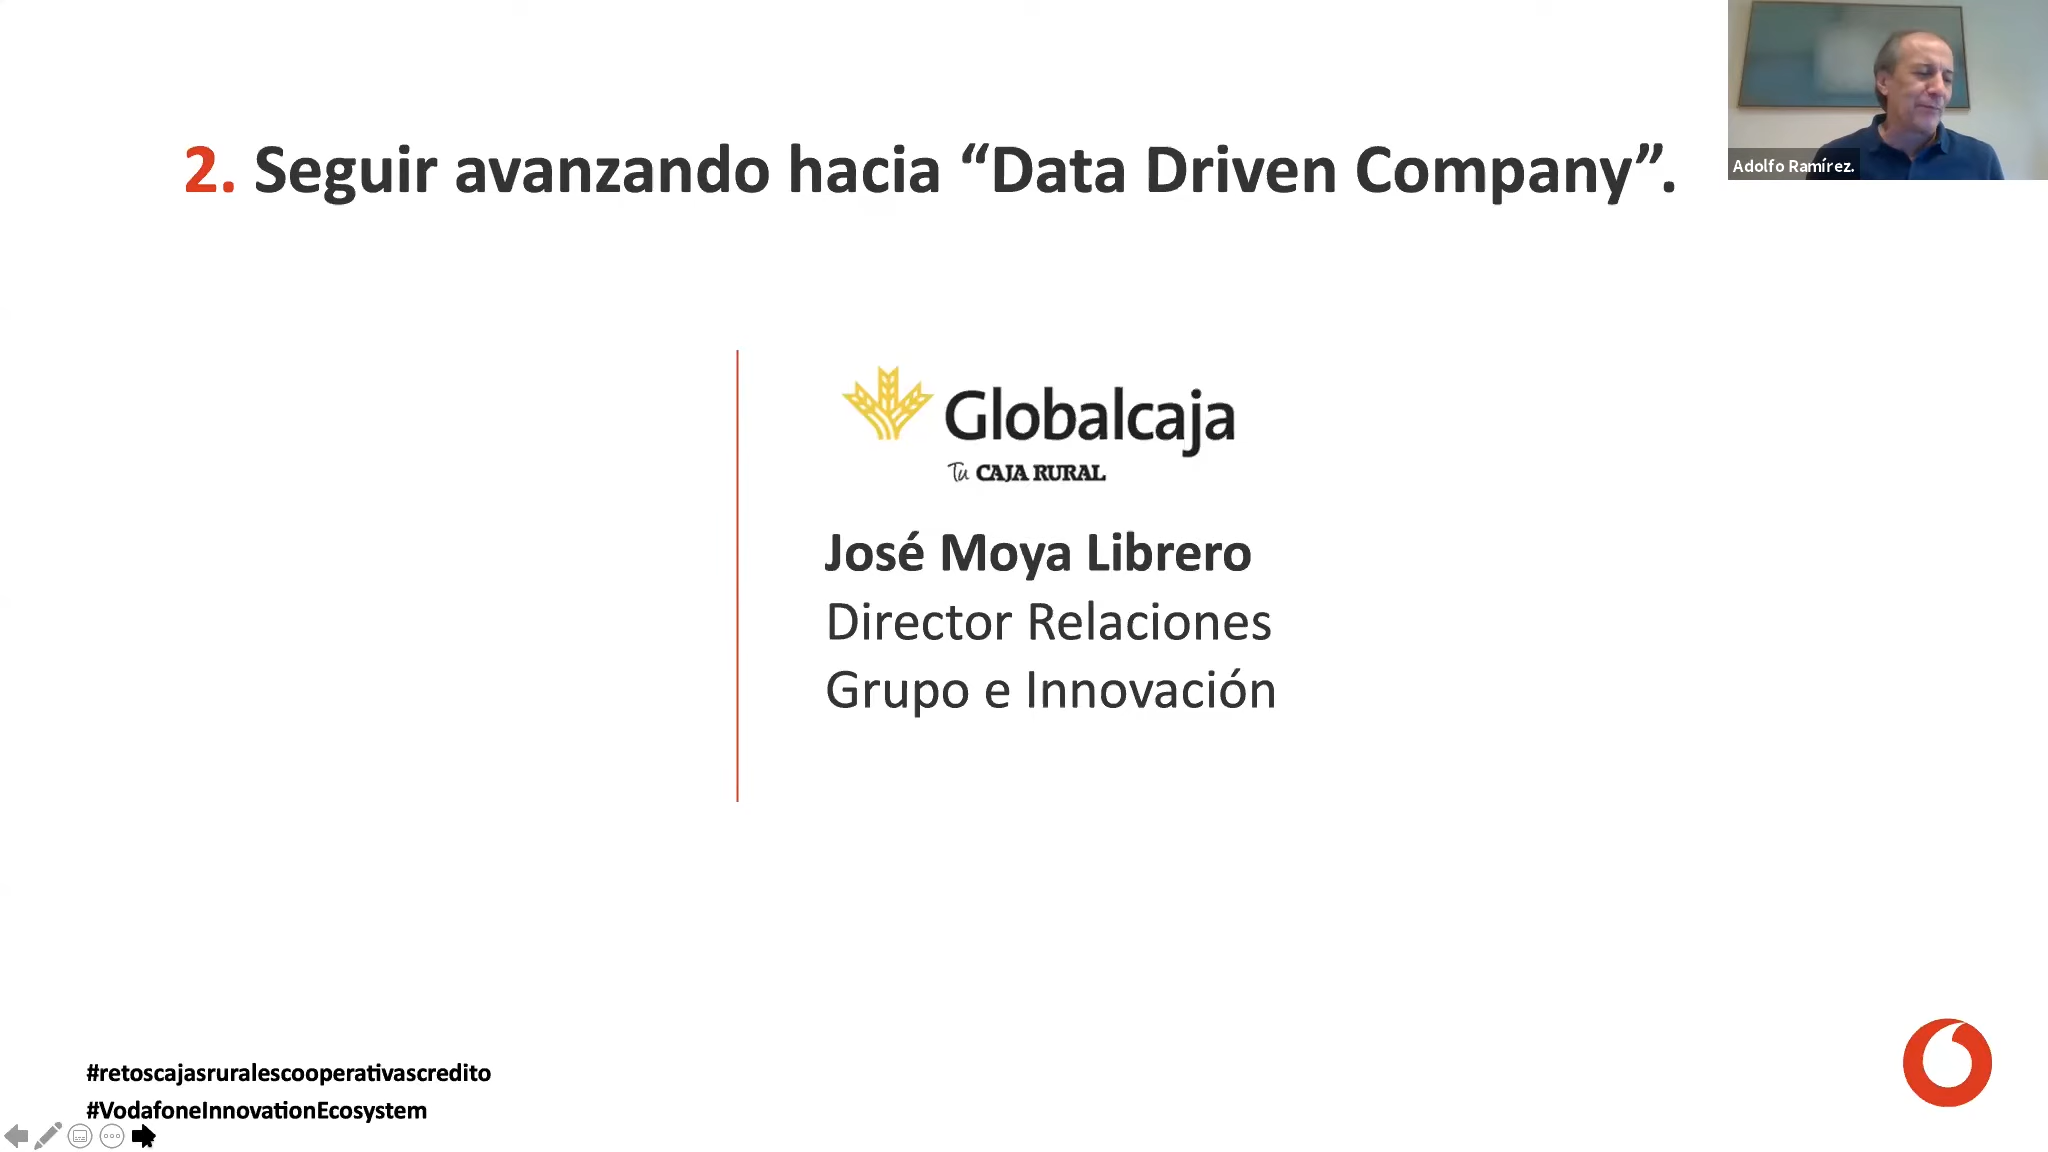 2. Seguir avanzando hacia “Data Driven Company”.
Adolfo Ramírez.
Globalcaja
Tu CAJA RURAL
José Moya Librero
Director Relaciones
Grupo e Innovación
#retoscajasruralescooperativascredito
#VodafoneInnovationEcosystem